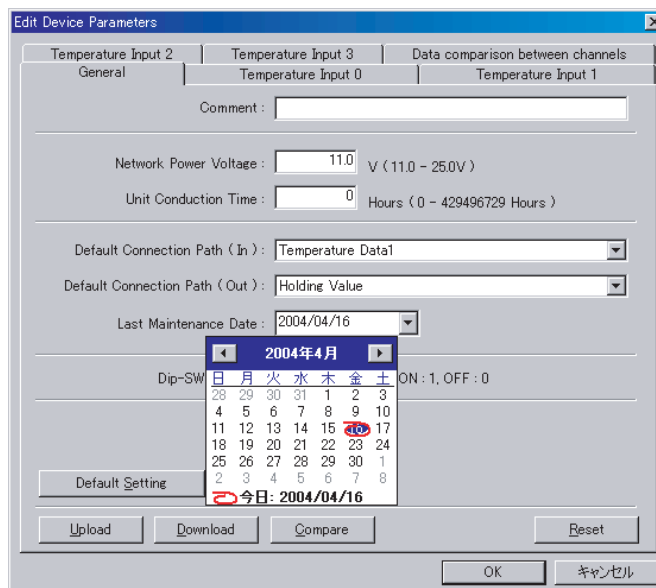 Edit Device Parameters
Temperature Input 2 Temperature Input 3 Data comparison between channels
General Temperature Input 0 Temperature Input 1
Comment :
Network Power Voltage : 11.0 V ( 11.0 - 25.0V )
Unit Conduction Time : 0 Hours ( 0 - 429496729 Hours )
Default Connection Path ( In ) : Temperature Data1
Default Connection Path ( Out ) : Holding Value
Last Maintenance Date : 2004/04/16
2004年4月
Dip-SW ON : 1, OFF : 0
日 月 火 水 木 金 土
28 29 30 31 1 2 3
4 5 6 7 8 9 10
11 12 13 14 15 16 17
18 19 20 21 22 23 24
25 26 27 28 29 30 1
2 3 4 5 6 7 8
今日: 2004/04/16
Default Setting
Upload Download Compare Reset
OK キャンセル